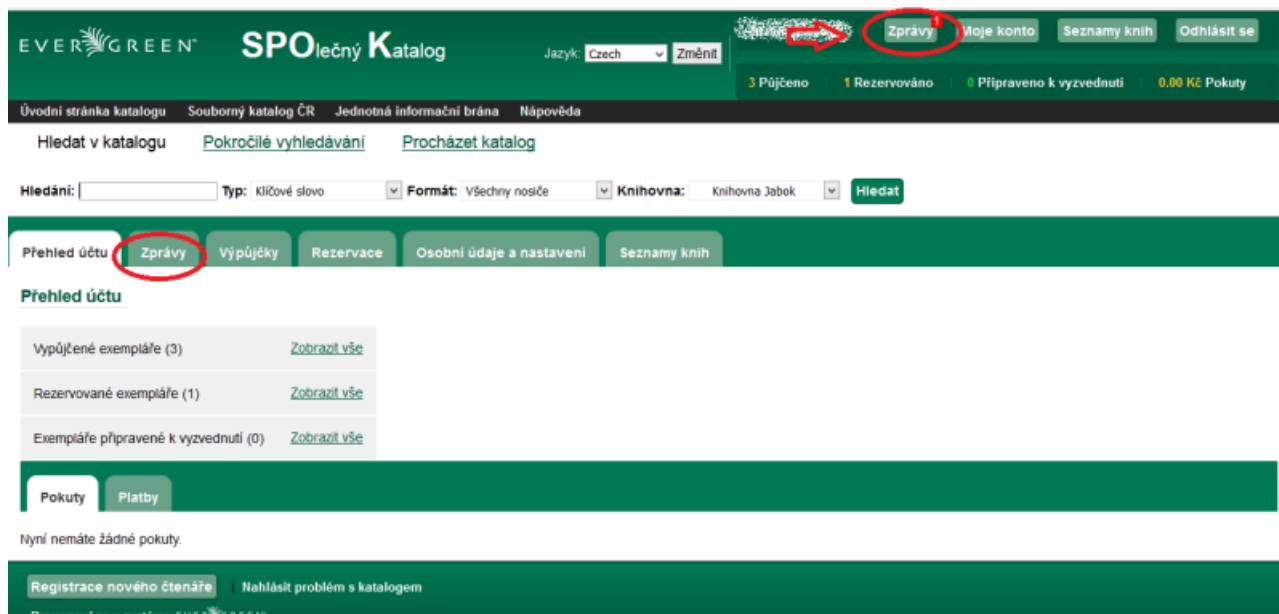 EVERGREEN SPOlečný Katalog Jazyk: Czech Změnit
Zprávy 1 Moje konto Seznamy knih Odhlásit se
3 Půjčeno 1 Rezervováno 0 Připraveno k vyzvednutí 0.00 Kč Pokuty
Úvodní stránka katalogu Souborný katalog ČR Jednotná informační brána Nápověda
Hledat v katalogu Pokročilé vyhledávání Procházet katalog
Hledání: Typ: Klíčové slovo Formát: Všechny nosiče Knihovna: Knihovna Jabok Hledat
Přehled účtu Zprávy Výpůjčky Rezervace Osobní údaje a nastavení Seznamy knih
Přehled účtu
Vypůjčené exempláře (3) Zobrazit vše
Rezervované exempláře (1) Zobrazit vše
Exempláře připravené k vyzvednutí (0) Zobrazit vše
Pokuty Platby
Nyní nemáte žádné pokuty.
Registrace nového čtenáře | Nahlásit problém s katalogem